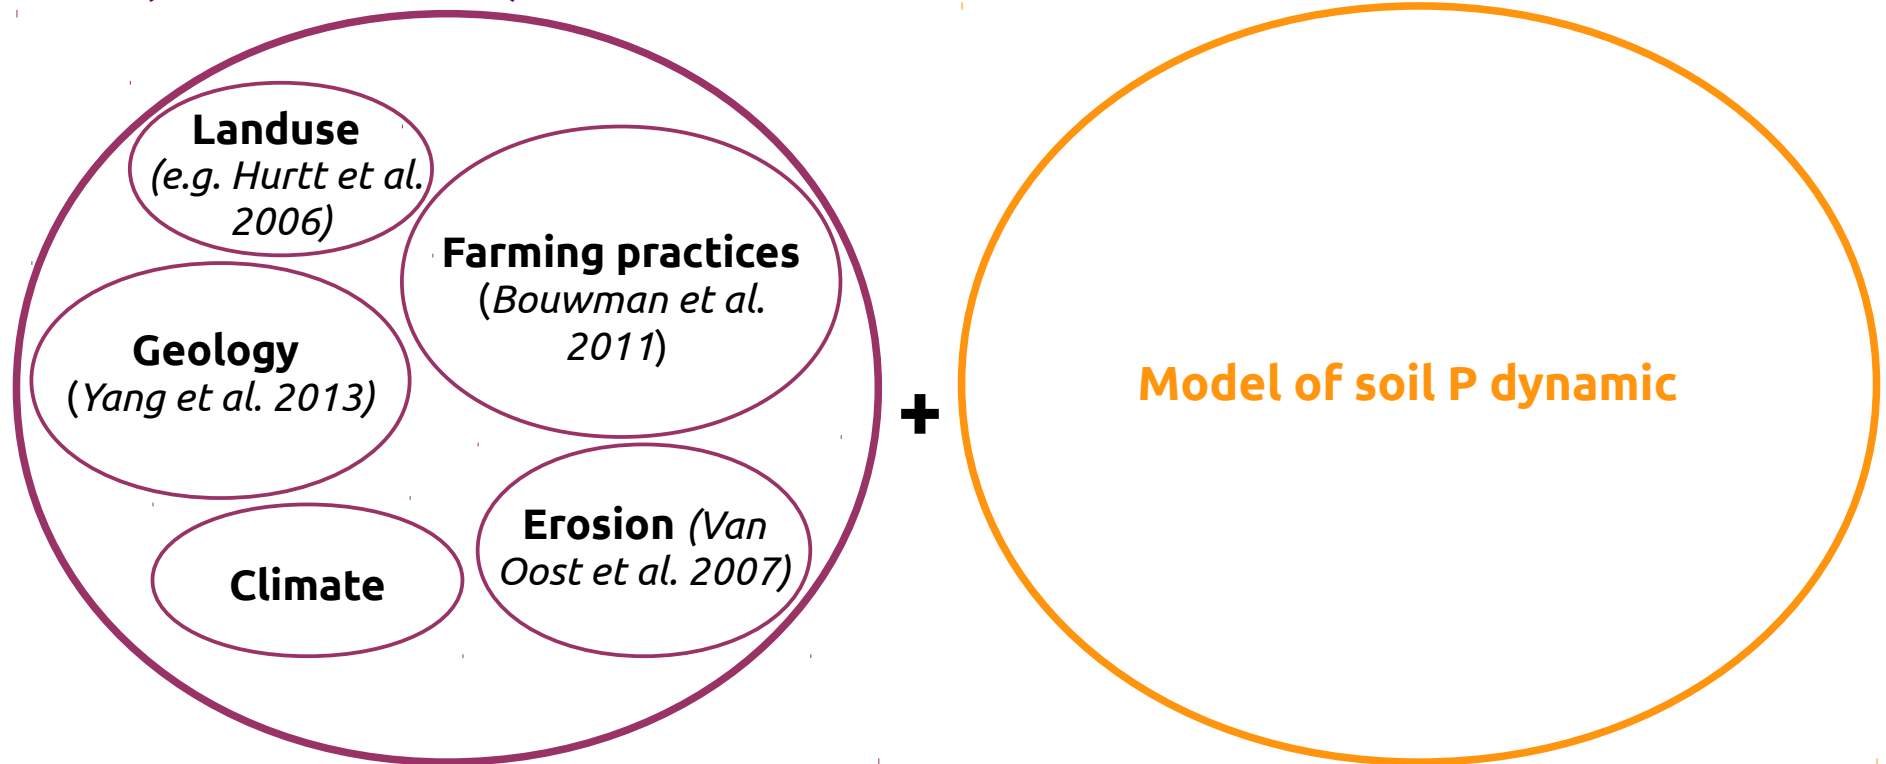 Landuse
(e.g. Hurtt et al.
2006)
Farming practices
(Bouwman et al.
2011)
Geology
(Yang et al. 2013)
Erosion (Van
Oost et al. 2007)
Climate
+
Model of soil P dynamic